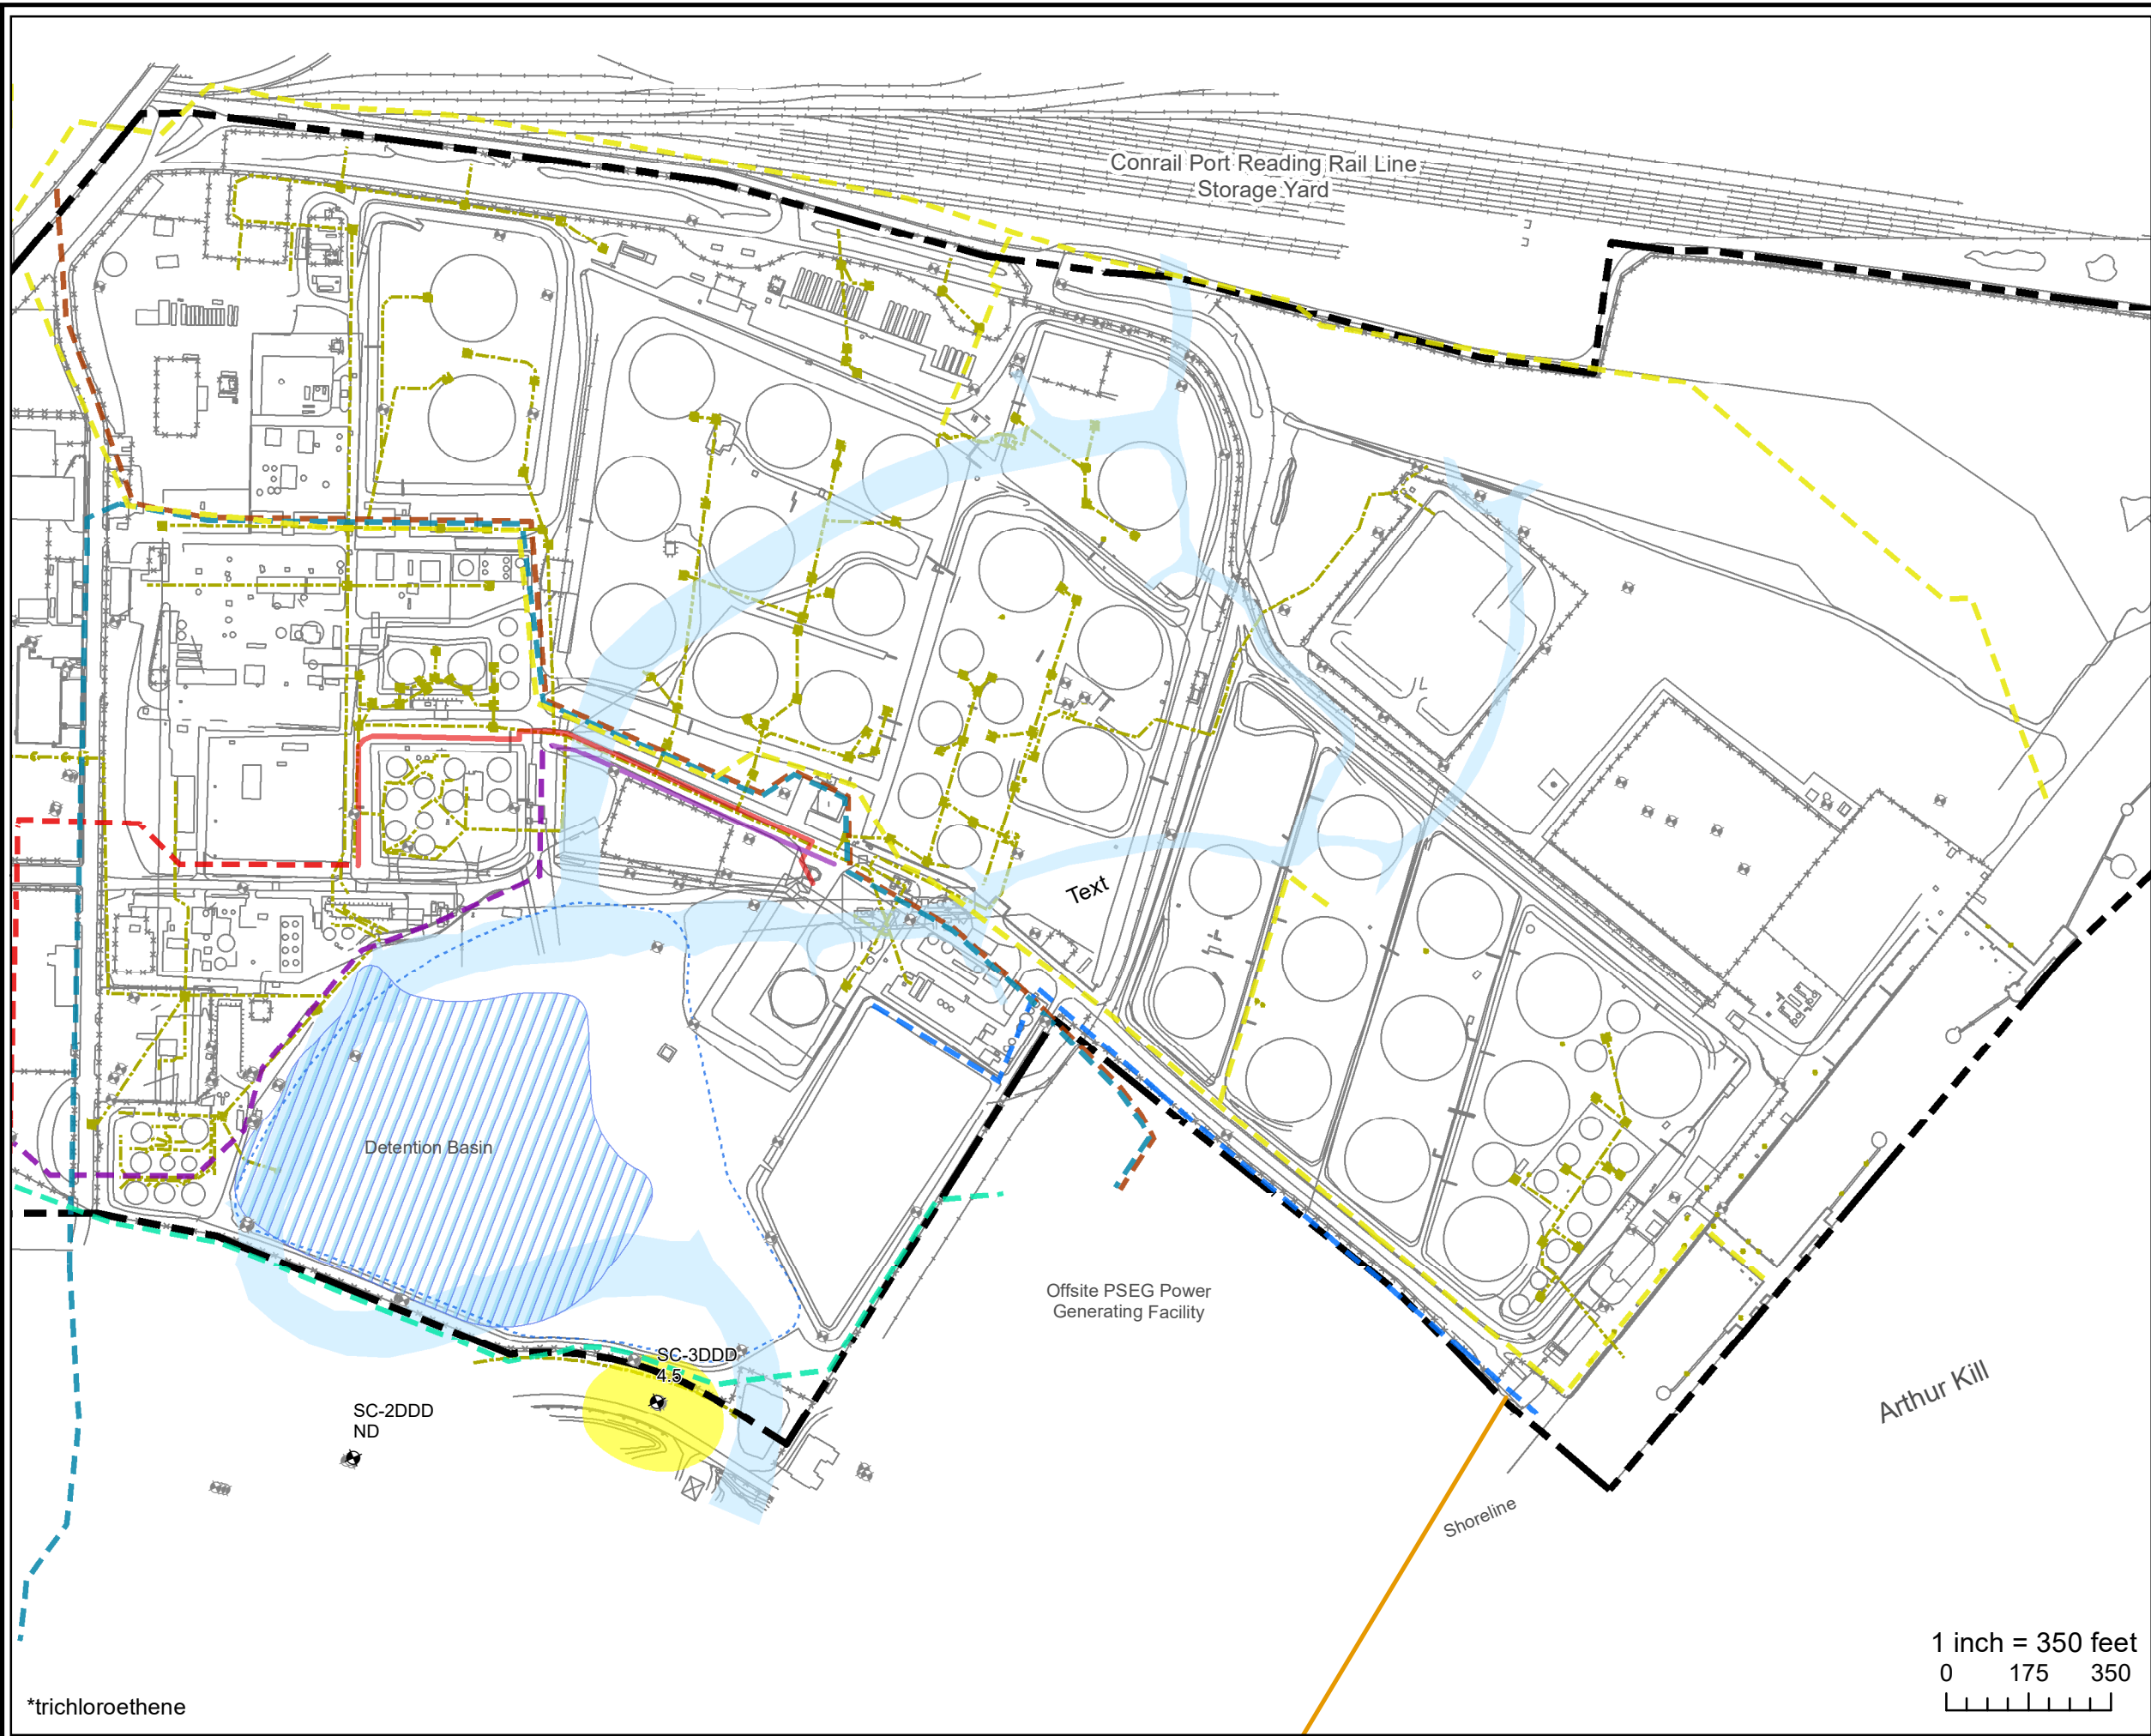 Conrail Port Reading Rail Line
Storage Yard
Text
Detention Basin
Offsite PSEG Power
Generating Facility
SC-3DDD
4.5
SC-2DDD
ND
Arthur Kill
Shoreline
1 inch = 350 feet
0 175 350
*trichloroethene